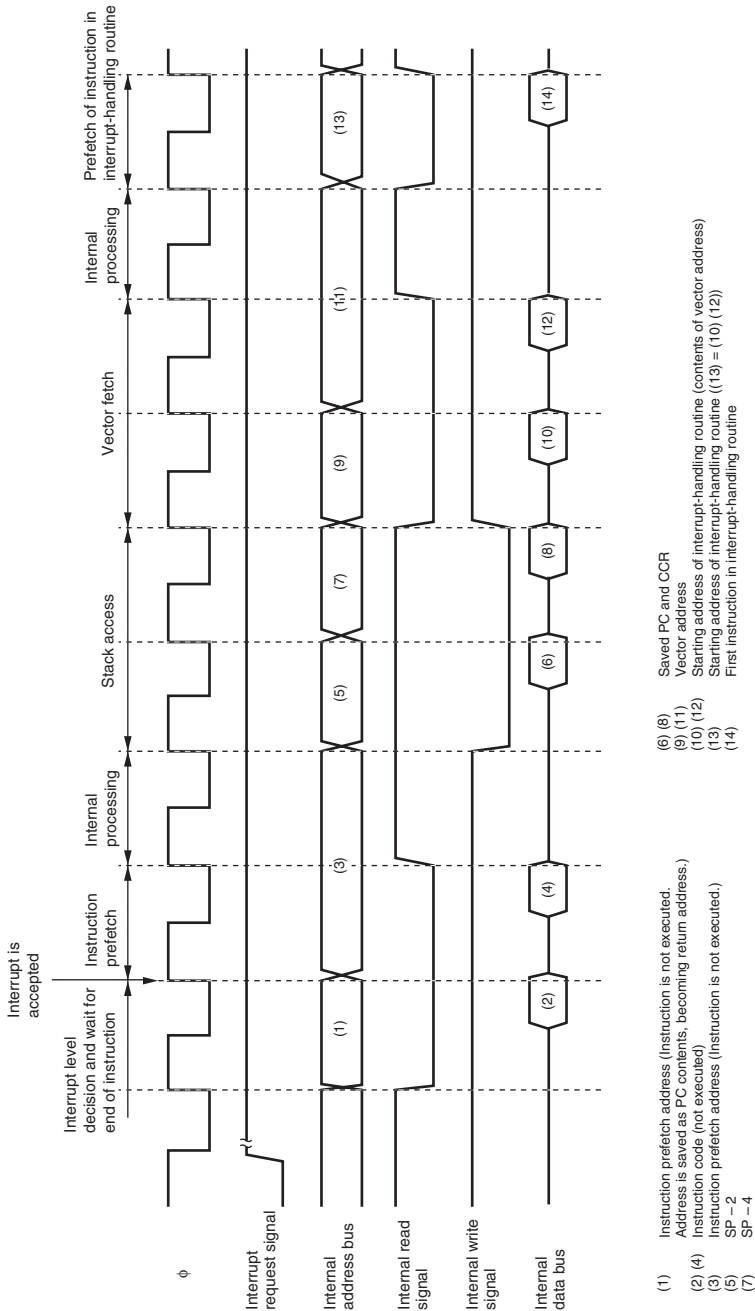 Interrupt is
accepted
Interrupt level
decision and wait for
end of instruction
Instruction
prefetch
Internal
processing
Stack access
Vector fetch
Internal
processing
Prefetch of instruction in
interrupt-handling routine
φ
Interrupt
request signal
Internal
address bus
(1)
(3)
(5)
(7)
(9)
(11)
(13)
Internal read
signal
Internal write
signal
Internal
data bus
(2)
(4)
(6)
(8)
(10)
(12)
(14)
(1) Instruction prefetch address (Instruction is not executed.
Address is saved as PC contents, becoming return address.)
(2) (4) Instruction code (not executed)
(3) Instruction prefetch address (Instruction is not executed.)
(5) SP – 2
(7) SP – 4
(6) (8) Saved PC and CCR
(9) (11) Vector address
(10) (12) Starting address of interrupt-handling routine (contents of vector address)
(13) Starting address of interrupt-handling routine ((13) = (10) (12))
(14) First instruction in interrupt-handling routine